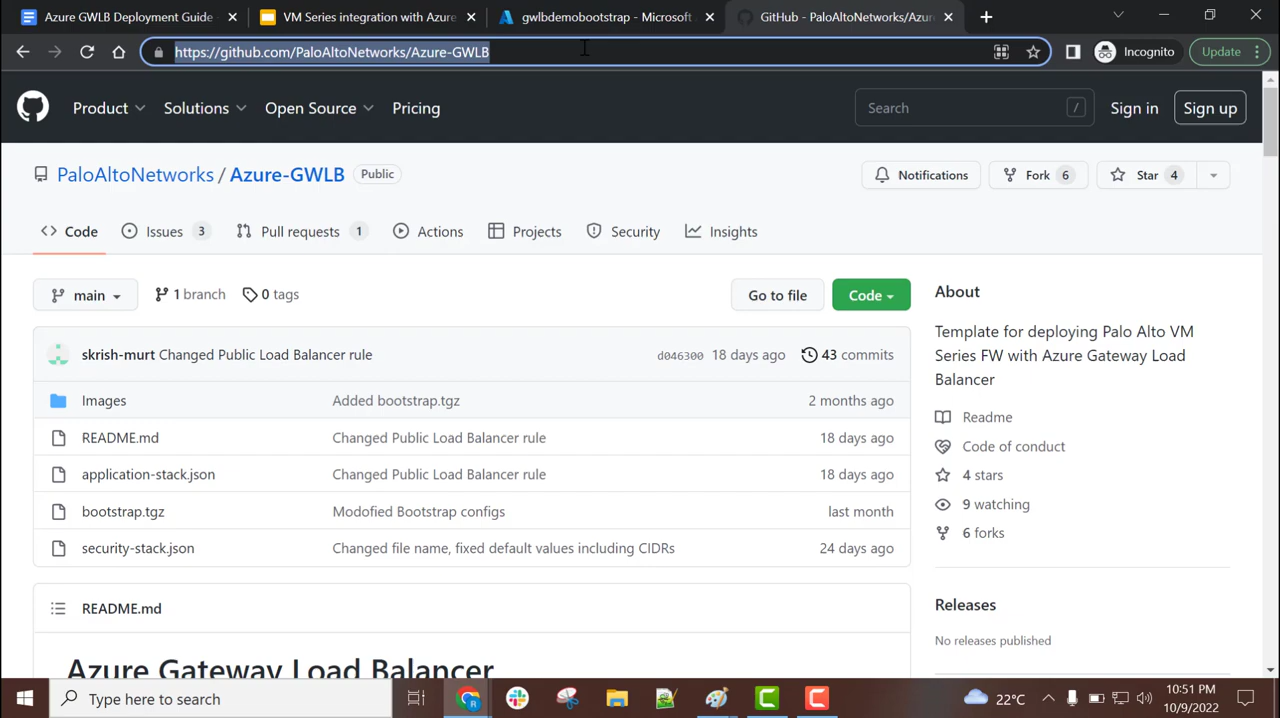 Azure GWLB Deployment Guide
VM Series integration with Azure
gwlbdemobootstrap - Microsoft
GitHub - PaloAltoNetworks/Azur
https://github.com/PaloAltoNetworks/Azure-GWLB
Incognito
Update
Product
Solutions
Open Source
Pricing
Search /
Sign in
Sign up
PaloAltoNetworks / Azure-GWLB Public
Notifications
Fork 6
Star 4
Code
Issues 3
Pull requests 1
Actions
Projects
Security
Insights
main
1 branch
0 tags
Go to file
Code
skrish-murt Changed Public Load Balancer rule d046300 18 days ago 43 commits
Images Added bootstrap.tgz 2 months ago
README.md Changed Public Load Balancer rule 18 days ago
application-stack.json Changed Public Load Balancer rule 18 days ago
bootstrap.tgz Modofied Bootstrap configs last month
security-stack.json Changed file name, fixed default values including CIDRs 24 days ago
README.md
Azure Gateway Load Balancer
About
Template for deploying Palo Alto VM
Series FW with Azure Gateway Load
Balancer
Readme
Code of conduct
4 stars
9 watching
6 forks
Releases
No releases published
Type here to search
22°C
10:51 PM
10/9/2022